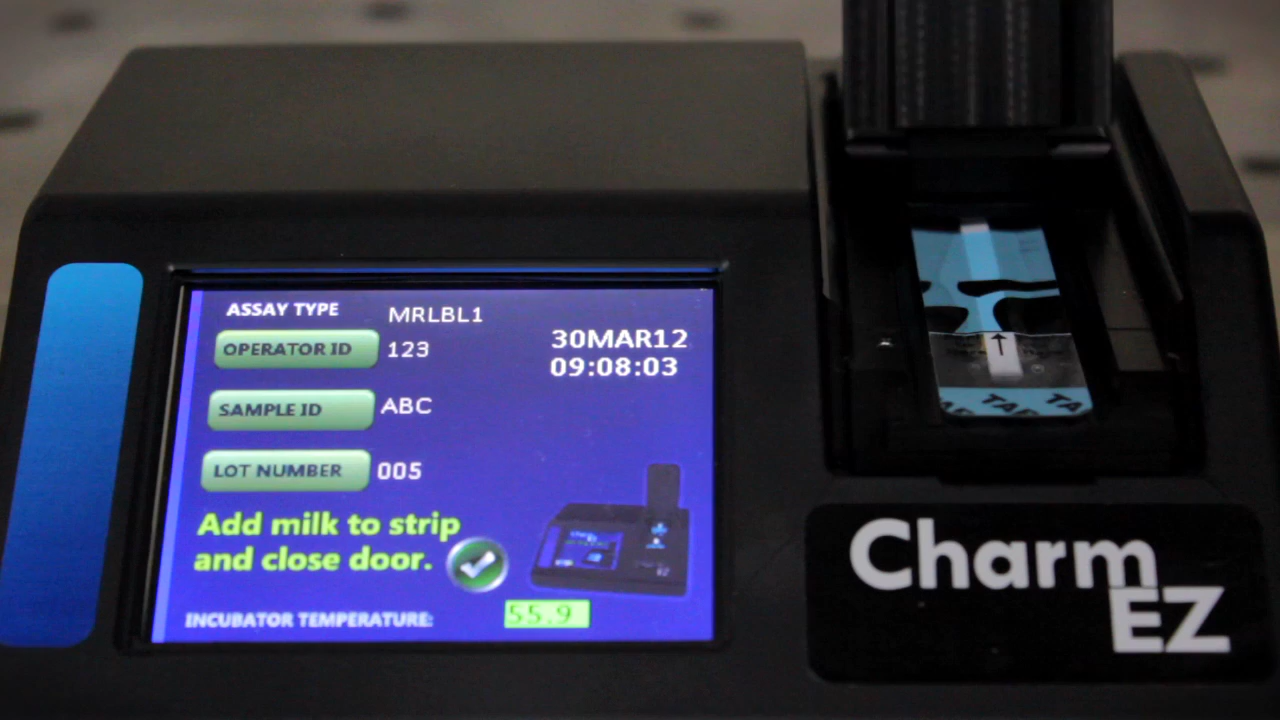 ASSAY TYPE MRLBL1
OPERATOR ID 123
30MAR12
09:08:03
SAMPLE ID ABC
LOT NUMBER 005
Add milk to strip
and close door.
INCUBATOR TEMPERATURE: 55.9
Charm
EZ